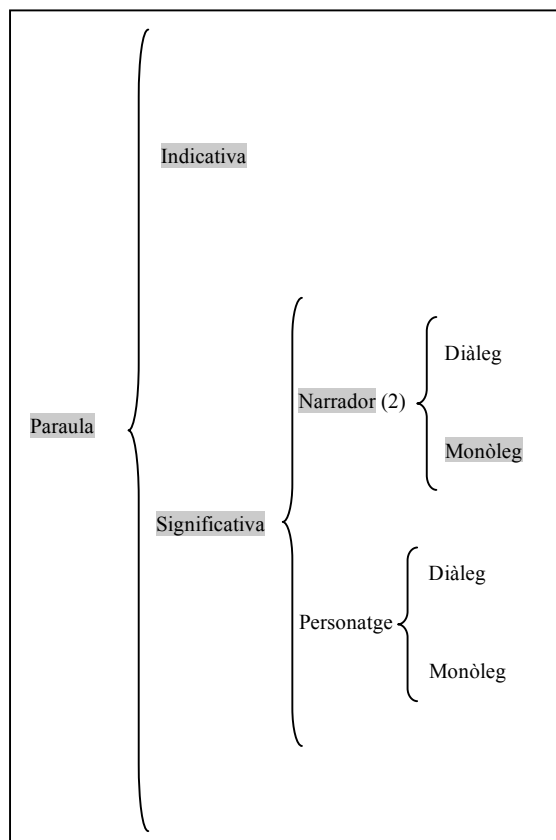 Indicativa
Diàleg
Narrador (2)
Paraula
Monòleg
Significativa
Diàleg
Personatge
Monòleg